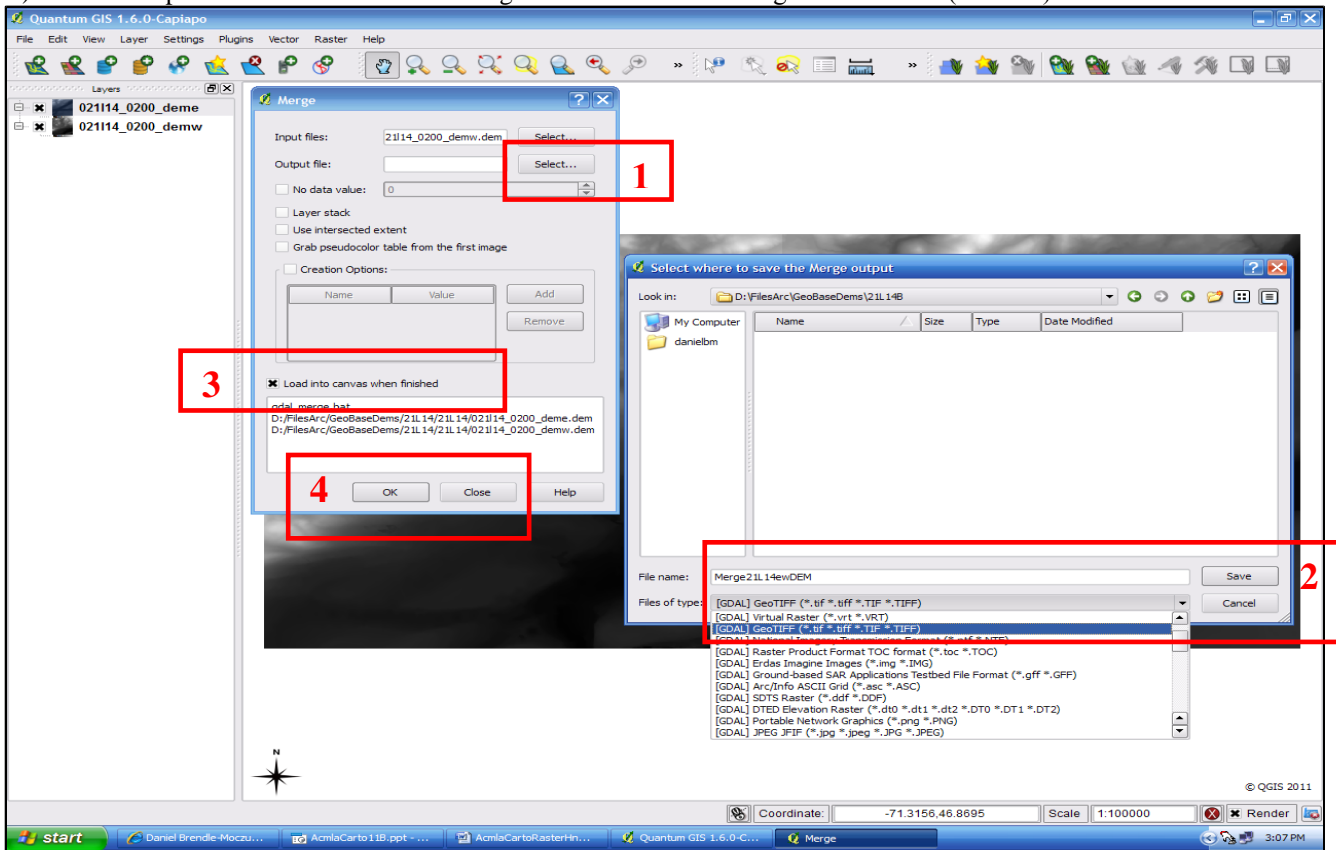 Quantum GIS 1.6.0-Capiapo
File Edit View Layer Settings Plugins Vector Raster Help
Layers
021l14_0200_deme
021l14_0200_demw
Merge
Input files: 21l14_0200_demw.dem Select...
Output file: Select...
1
No data value: 0
Layer stack
Use intersected extent
Grab pseudocolor table from the first image
Creation Options:
Name Value Add
Remove
3
Load into canvas when finished
gdal_merge.bat
D:/FilesArc/GeoBaseDems/21L14/21L14/021l14_0200_deme.dem
D:/FilesArc/GeoBaseDems/21L14/21L14/021l14_0200_demw.dem
4
OK Close Help
Select where to save the Merge output
Look in: D:\FilesArc\GeoBaseDems\21L14B
My Computer
danielbm
Name Size Type Date Modified
File name: Merge21L14ewDEM Save
2
Files of type: [GDAL] GeoTIFF (*.tif *.tiff *.TIF *.TIFF) Cancel
[GDAL] Virtual Raster (*.vrt *.VRT)
[GDAL] GeoTIFF (*.tif *.tiff *.TIF *.TIFF)
[GDAL] National Imagery Transmission Format (*.ntf *.NTF)
[GDAL] Raster Product Format TOC format (*.toc *.TOC)
[GDAL] Erdas Imagine Images (*.img *.IMG)
[GDAL] Ground-based SAR Applications Testbed File Format (*.gff *.GFF)
[GDAL] Arc/Info ASCII Grid (*.asc *.ASC)
[GDAL] SDTS Raster (*.ddf *.DDF)
[GDAL] DTED Elevation Raster (*.dt0 *.dt1 *.dt2 *.DT0 *.DT1 *.DT2)
[GDAL] Portable Network Graphics (*.png *.PNG)
[GDAL] JPEG JFIF (*.jpg *.jpeg *.JPG *.JPEG)
N
© QGIS 2011
Coordinate: -71.3156,46.8695 Scale 1:100000 Render
start Daniel Brendle-Moczu... AcmlaCarto11B.ppt - ... AcmlaCartoRasterHn... Quantum GIS 1.6.0-C... Merge 3:07 PM